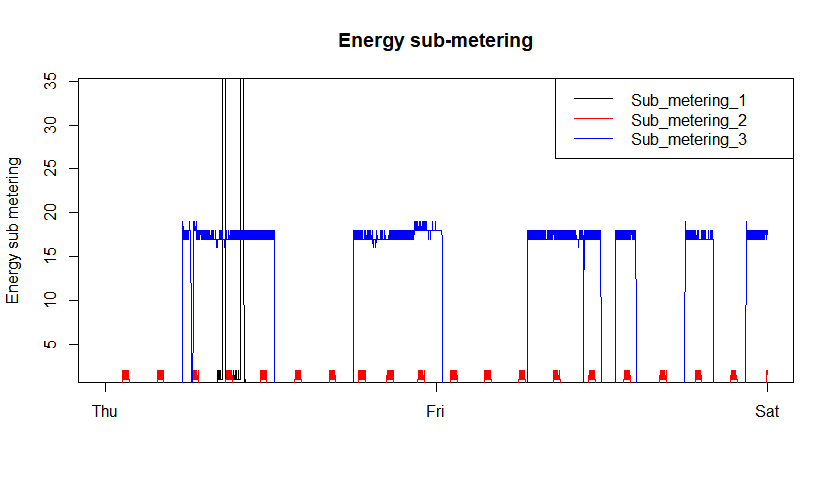 Energy sub-metering
Sub_metering_1
Sub_metering_2
Sub_metering_3
Energy sub metering
35
30
25
20
15
10
5
Thu Fri Sat